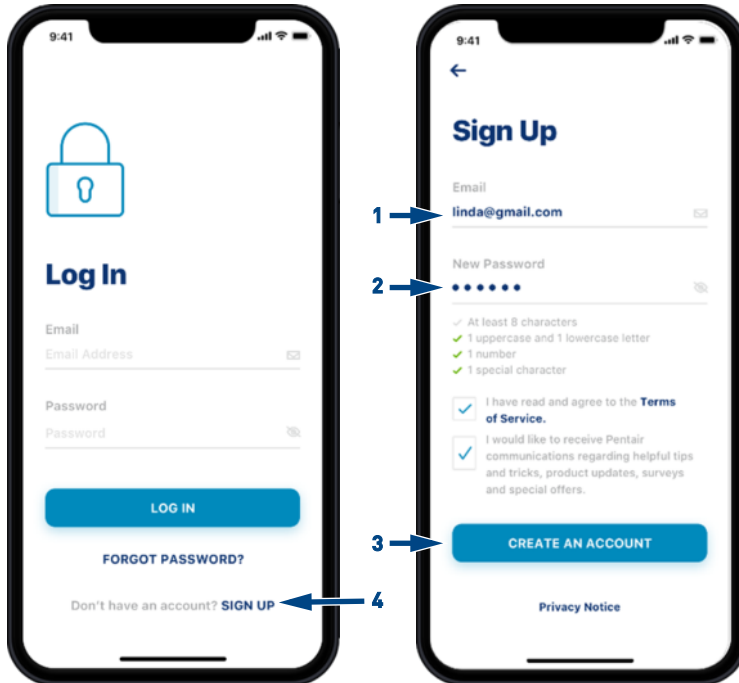 9:41
Log In
Email
Email Address
Password
Password
LOG IN
FORGOT PASSWORD?
Don't have an account? SIGN UP
4
9:41
Sign Up
Email
1
linda@gmail.com
New Password
2
At least 8 characters
1 uppercase and 1 lowercase letter
1 number
1 special character
I have read and agree to the Terms
of Service.
I would like to receive Pentair
communications regarding helpful tips
and tricks, product updates, surveys
and special offers.
3
CREATE AN ACCOUNT
Privacy Notice